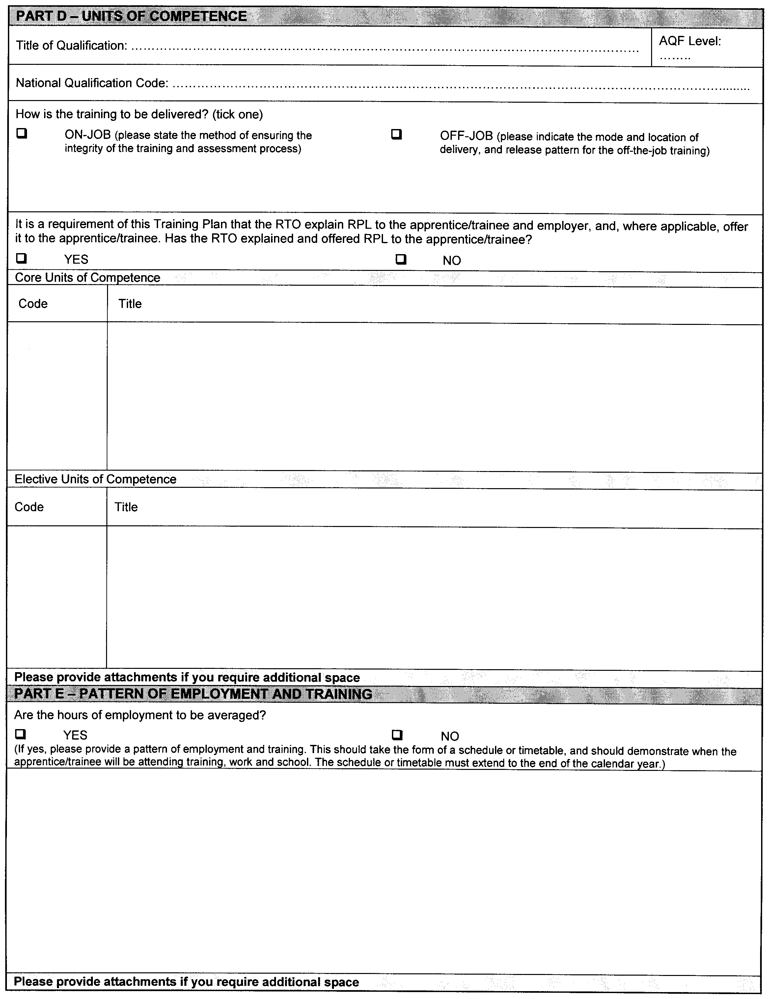 PART D – UNITS OF COMPETENCE
Title of Qualification: ........................................................................................................................
AQF Level:
........
National Qualification Code: ........................................................................................................................................
How is the training to be delivered? (tick one)
❑ ON-JOB (please state the method of ensuring the
integrity of the training and assessment process)
❑ OFF-JOB (please indicate the mode and location of
delivery, and release pattern for the off-the-job training)
It is a requirement of this Training Plan that the RTO explain RPL to the apprentice/trainee and employer, and, where applicable, offer
it to the apprentice/trainee. Has the RTO explained and offered RPL to the apprentice/trainee?
❑ YES ❑ NO
Core Units of Competence
Code Title
Elective Units of Competence
Code Title
Please provide attachments if you require additional space
PART E – PATTERN OF EMPLOYMENT AND TRAINING
Are the hours of employment to be averaged?
❑ YES ❑ NO
(If yes, please provide a pattern of employment and training. This should take the form of a schedule or timetable, and should demonstrate when the
apprentice/trainee will be attending training, work and school. The schedule or timetable must extend to the end of the calendar year.)
Please provide attachments if you require additional space